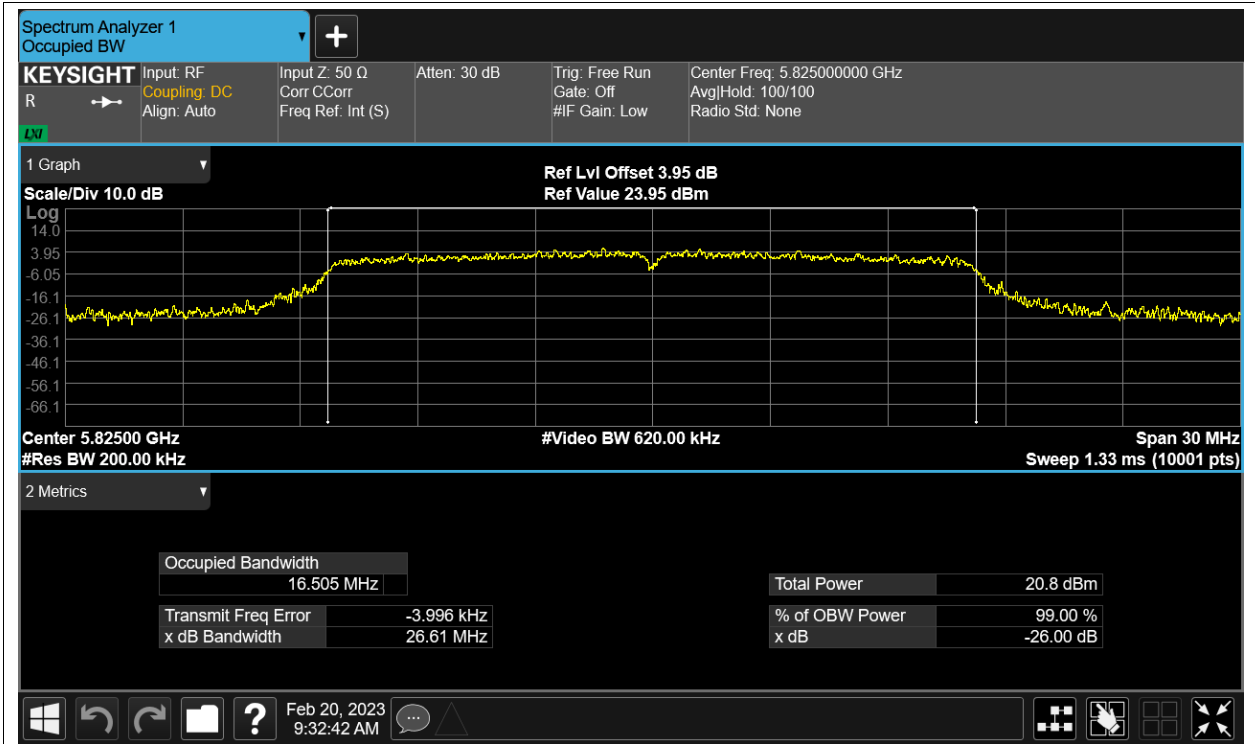 Spectrum Analyzer 1
Occupied BW
KEYSIGHT
R
LXI
Input: RF
Coupling: DC
Align: Auto
Input Z: 50 Ω
Corr CCorr
Freq Ref: Int (S)
Atten: 30 dB
Trig: Free Run
Gate: Off
#IF Gain: Low
Center Freq: 5.825000000 GHz
Avg|Hold: 100/100
Radio Std: None
1 Graph
Scale/Div 10.0 dB
Ref Lvl Offset 3.95 dB
Ref Value 23.95 dBm
Log
14.0
3.95
-6.05
-16.1
-26.1
-36.1
-46.1
-56.1
-66.1
Center 5.82500 GHz
#Video BW 620.00 kHz
Span 30 MHz
#Res BW 200.00 kHz
Sweep 1.33 ms (10001 pts)
2 Metrics
Occupied Bandwidth
16.505 MHz
Total Power 20.8 dBm
Transmit Freq Error -3.996 kHz
% of OBW Power 99.00 %
x dB Bandwidth 26.61 MHz
x dB -26.00 dB
?
Feb 20, 2023
9:32:42 AM